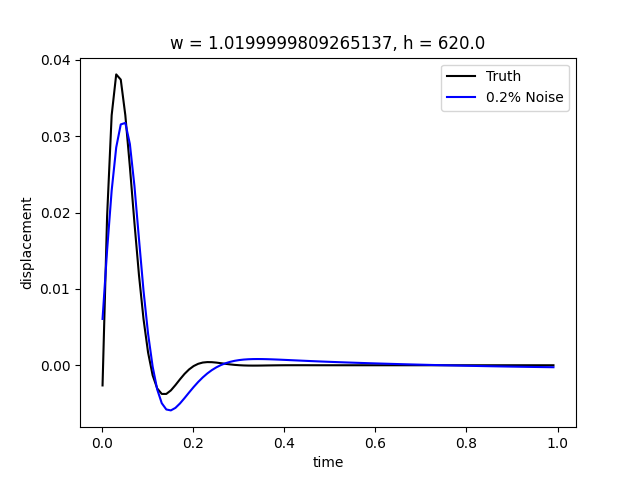 w = 1.0199999809265137, h = 620.0
Truth
0.2% Noise
displacement
0.04
0.03
0.02
0.01
0.00
0.0 0.2 0.4 0.6 0.8 1.0
time